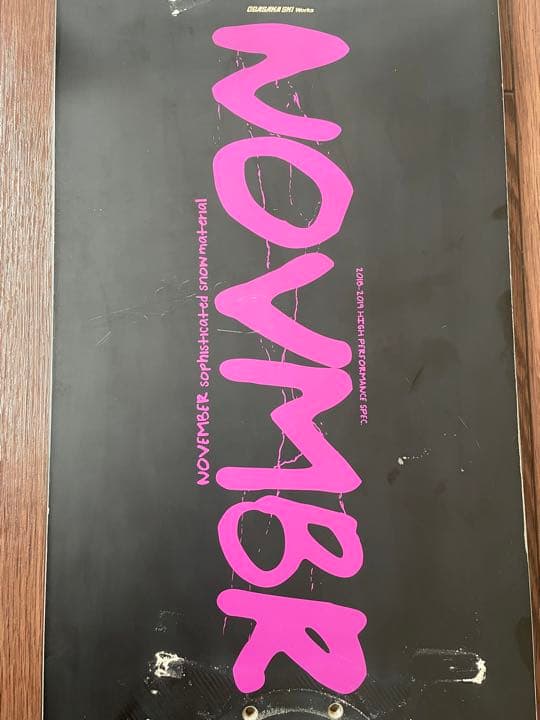 OGASAKA SKI Works
NOVMBR
NOVEMBER sophisticated snow material
2018-2019 HIGH PERFORMANCE SPEC.